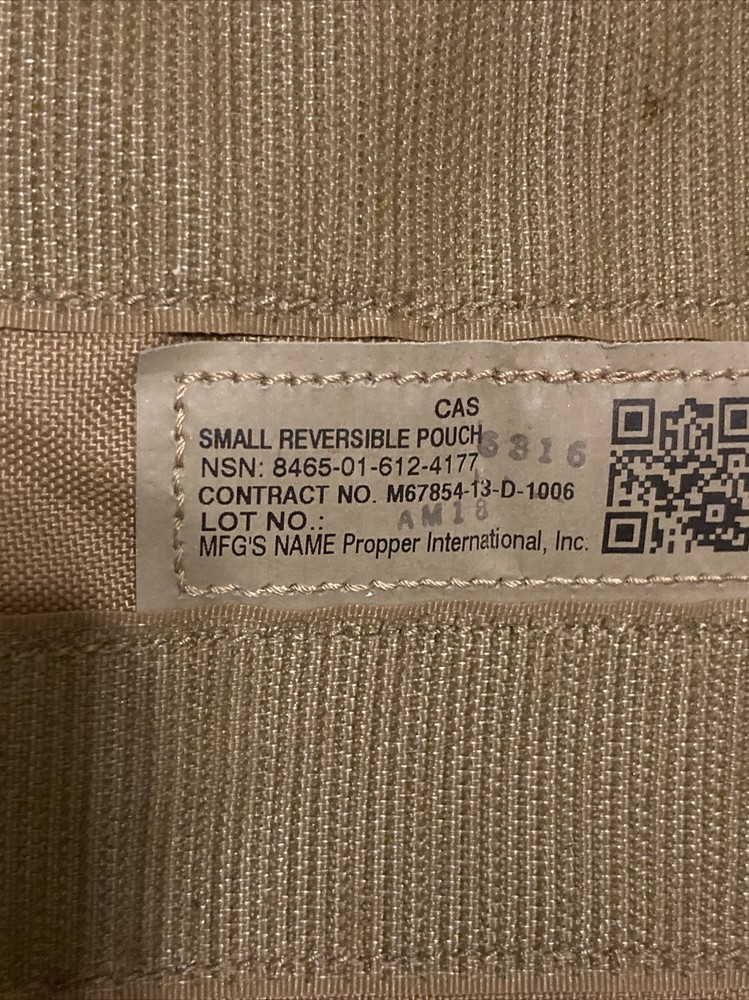 CAS
SMALL REVERSIBLE POUCH
6316
NSN: 8465-01-612-4177
CONTRACT NO. M67854-13-D-1006
LOT NO.: AM18
MFG'S NAME Propper International, Inc.